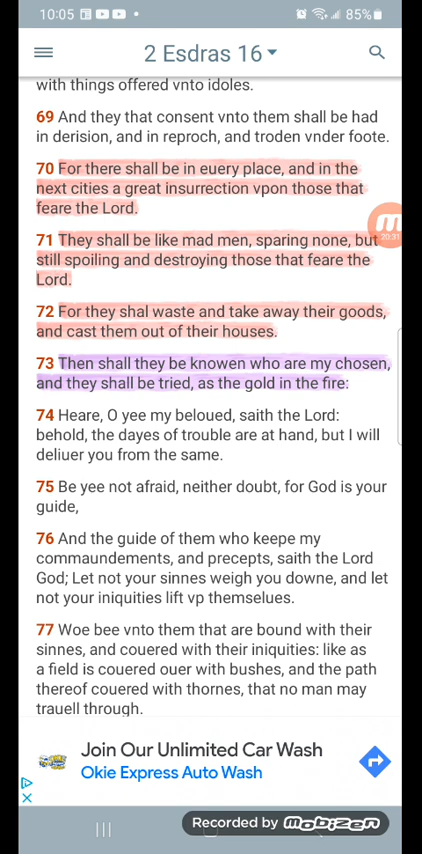 10:05 85%
2 Esdras 16
with things offered vnto idoles.
69 And they that consent vnto them shall be had
in derision, and in reproch, and troden vnder foote.
70 For there shall be in euery place, and in the
next cities a great insurrection vpon those that
feare the Lord.
71 They shall be like mad men, sparing none, but
still spoiling and destroying those that feare the
Lord.
20:31
72 For they shal waste and take away their goods,
and cast them out of their houses.
73 Then shall they be knowen who are my chosen,
and they shall be tried, as the gold in the fire:
74 Heare, O yee my beloued, saith the Lord:
behold, the dayes of trouble are at hand, but I will
deliuer you from the same.
75 Be yee not afraid, neither doubt, for God is your
guide,
76 And the guide of them who keepe my
commaundements, and precepts, saith the Lord
God; Let not your sinnes weigh you downe, and let
not your iniquities lift vp themselues.
77 Woe bee vnto them that are bound with their
sinnes, and couered with their iniquities: like as
a field is couered ouer with bushes, and the path
thereof couered with thornes, that no man may
trauell through.
Join Our Unlimited Car Wash
Okie Express Auto Wash
Recorded by mobizen